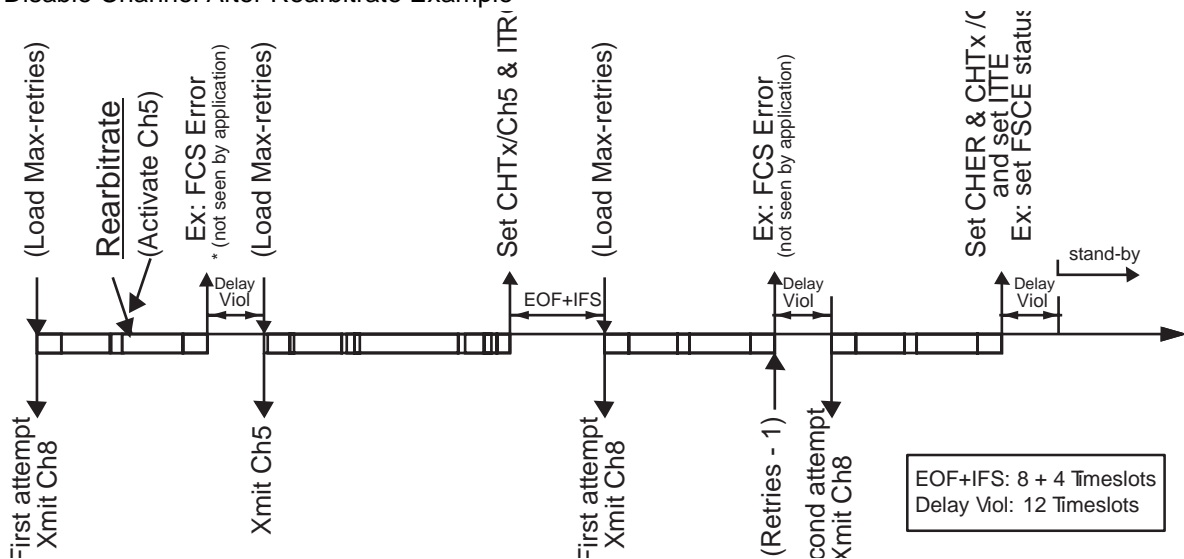 Disable Channel After Rearbitrate Example
(Load Max-retries)
Rearbitrate
(Activate Ch5)
Ex: FCS Error
* (not seen by application)
(Load Max-retries)
Set CHTx/Ch5 & ITR
(Load Max-retries)
Ex: FCS Error
(not seen by application)
Set CHER & CHTx /
and set ITTE
Ex: set FSCE status
stand-by
Delay
Viol
EOF+IFS
Delay
Viol
Delay
Viol
First attempt
Xmit Ch8
Xmit Ch5
First attempt
Xmit Ch8
(Retries - 1)
cond attempt
Xmit Ch8
EOF+IFS: 8 + 4 Timeslots
Delay Viol: 12 Timeslots